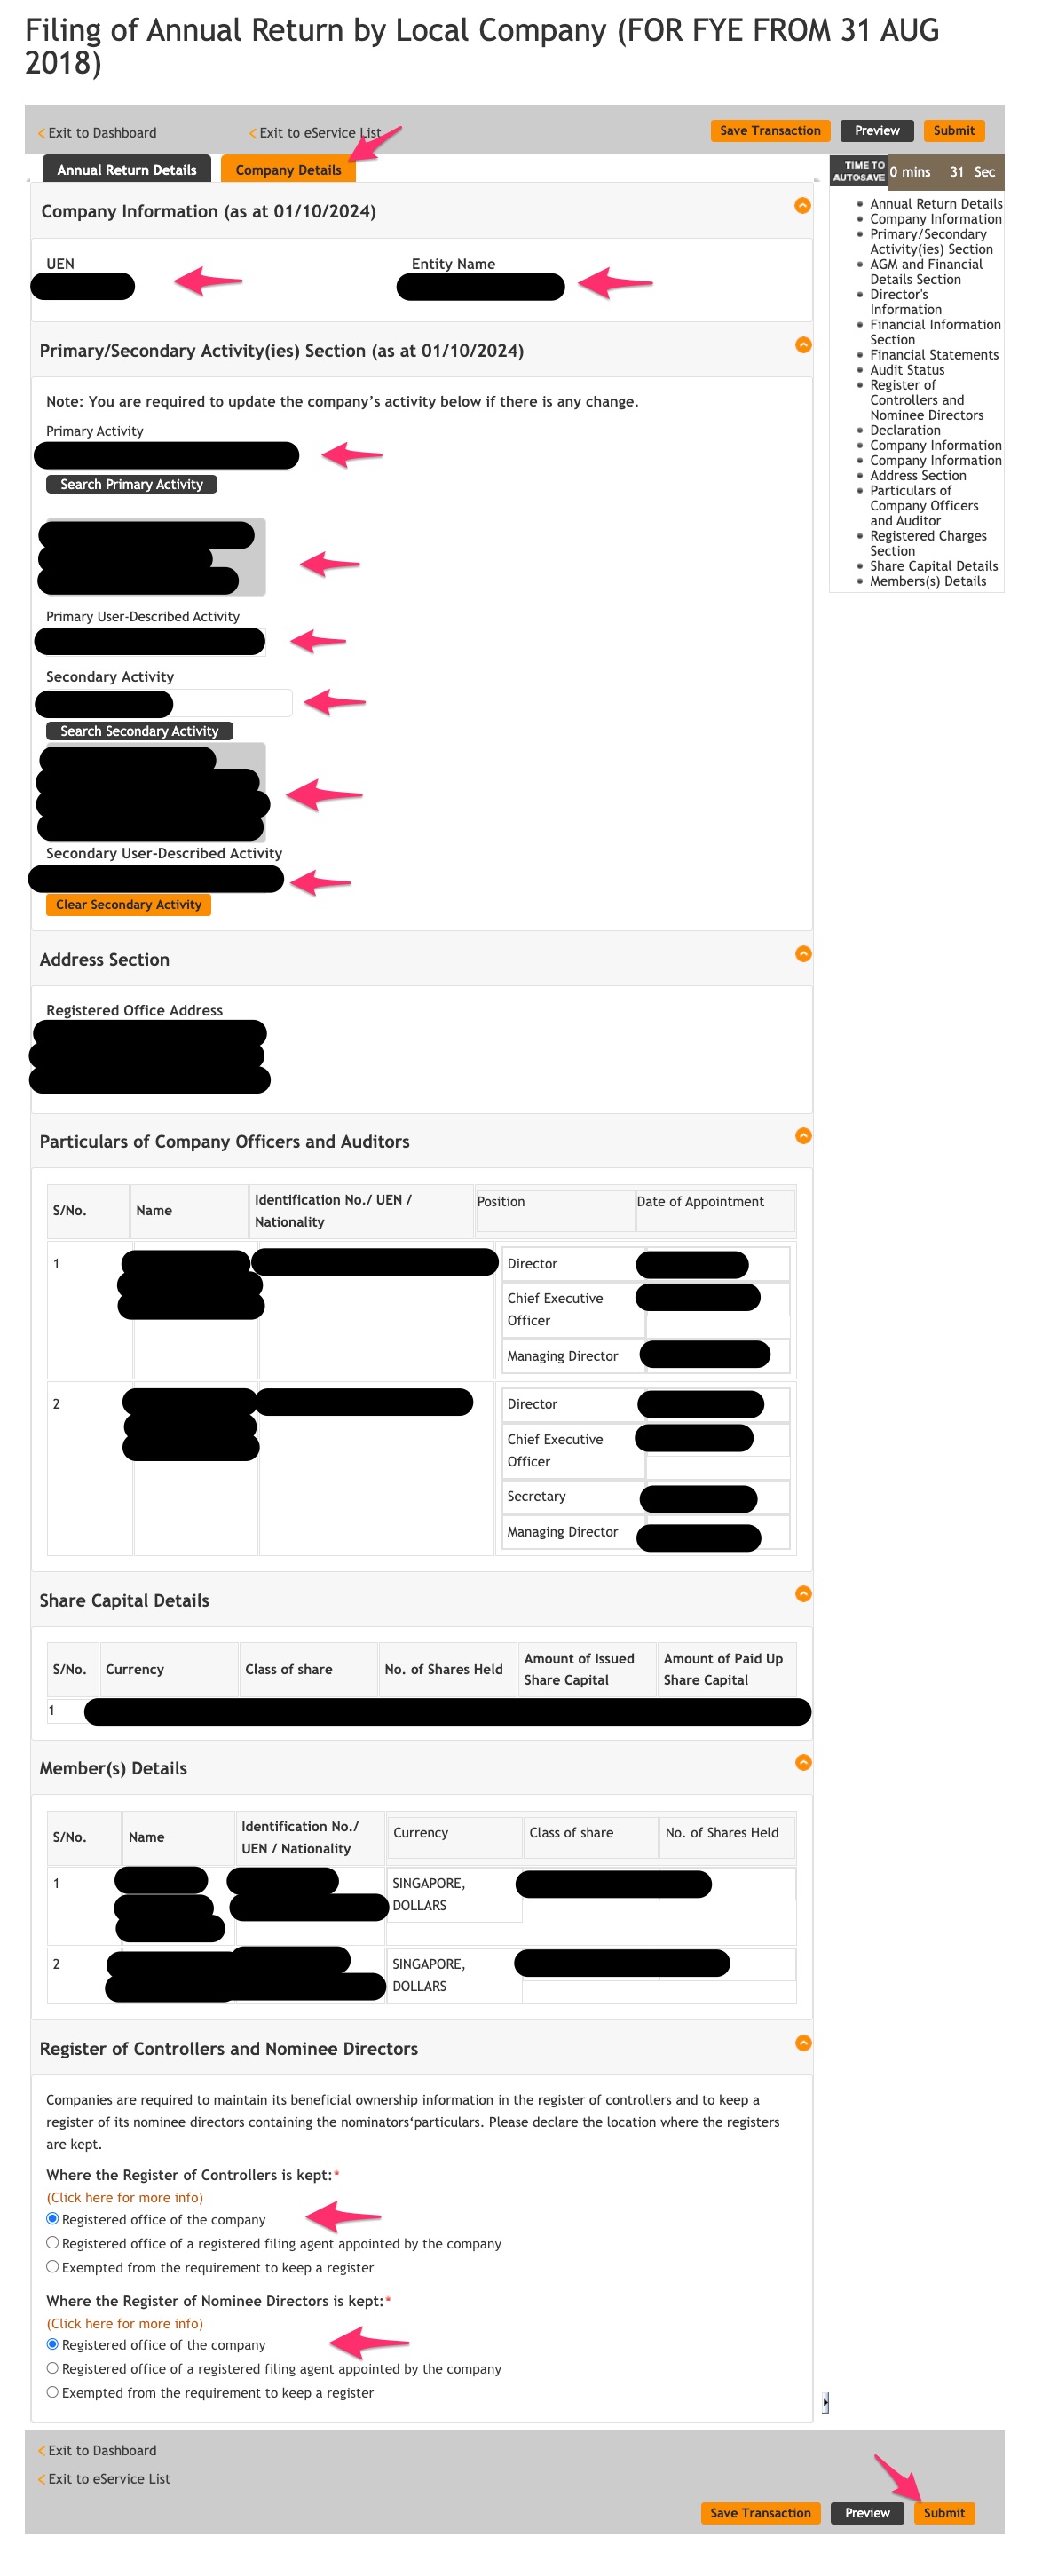 Filing of Annual Return by Local Company (FOR FYE FROM 31 AUG
2018)
Exit to Dashboard
Exit to eService List
Save Transaction
Preview
Submit
Annual Return Details
Company Details
TIME TO
AUTOSAVE
0 mins 31 Sec
Company Information (as at 01/10/2024)
UEN
Entity Name
Primary/Secondary Activity(ies) Section (as at 01/10/2024)
Note: You are required to update the company’s activity below if there is any change.
Primary Activity
Search Primary Activity
Primary User-Described Activity
Secondary Activity
Search Secondary Activity
Secondary User-Described Activity
Clear Secondary Activity
Address Section
Registered Office Address
Particulars of Company Officers and Auditors
S/No.
Name
Identification No./ UEN /
Nationality
Position
Date of Appointment
1
Director
Chief Executive
Officer
Managing Director
2
Director
Chief Executive
Officer
Secretary
Managing Director
Share Capital Details
S/No.
Currency
Class of share
No. of Shares Held
Amount of Issued
Share Capital
Amount of Paid Up
Share Capital
1
Member(s) Details
S/No.
Name
Identification No./
UEN / Nationality
Currency
Class of share
No. of Shares Held
1
SINGAPORE,
DOLLARS
2
SINGAPORE,
DOLLARS
Register of Controllers and Nominee Directors
Companies are required to maintain its beneficial ownership information in the register of controllers and to keep a
register of its nominee directors containing the nominators‘particulars. Please declare the location where the registers
are kept.
Where the Register of Controllers is kept:*
(Click here for more info)
Registered office of the company
Registered office of a registered filing agent appointed by the company
Exempted from the requirement to keep a register
Where the Register of Nominee Directors is kept:*
(Click here for more info)
Registered office of the company
Registered office of a registered filing agent appointed by the company
Exempted from the requirement to keep a register
Annual Return Details
Company Information
Primary/Secondary
Activity(ies) Section
AGM and Financial
Details Section
Director's
Information
Financial Information
Section
Financial Statements
Audit Status
Register of
Controllers and
Nominee Directors
Declaration
Company Information
Company Information
Address Section
Particulars of
Company Officers
and Auditor
Registered Charges
Section
Share Capital Details
Members(s) Details
Exit to Dashboard
Exit to eService List
Save Transaction
Preview
Submit